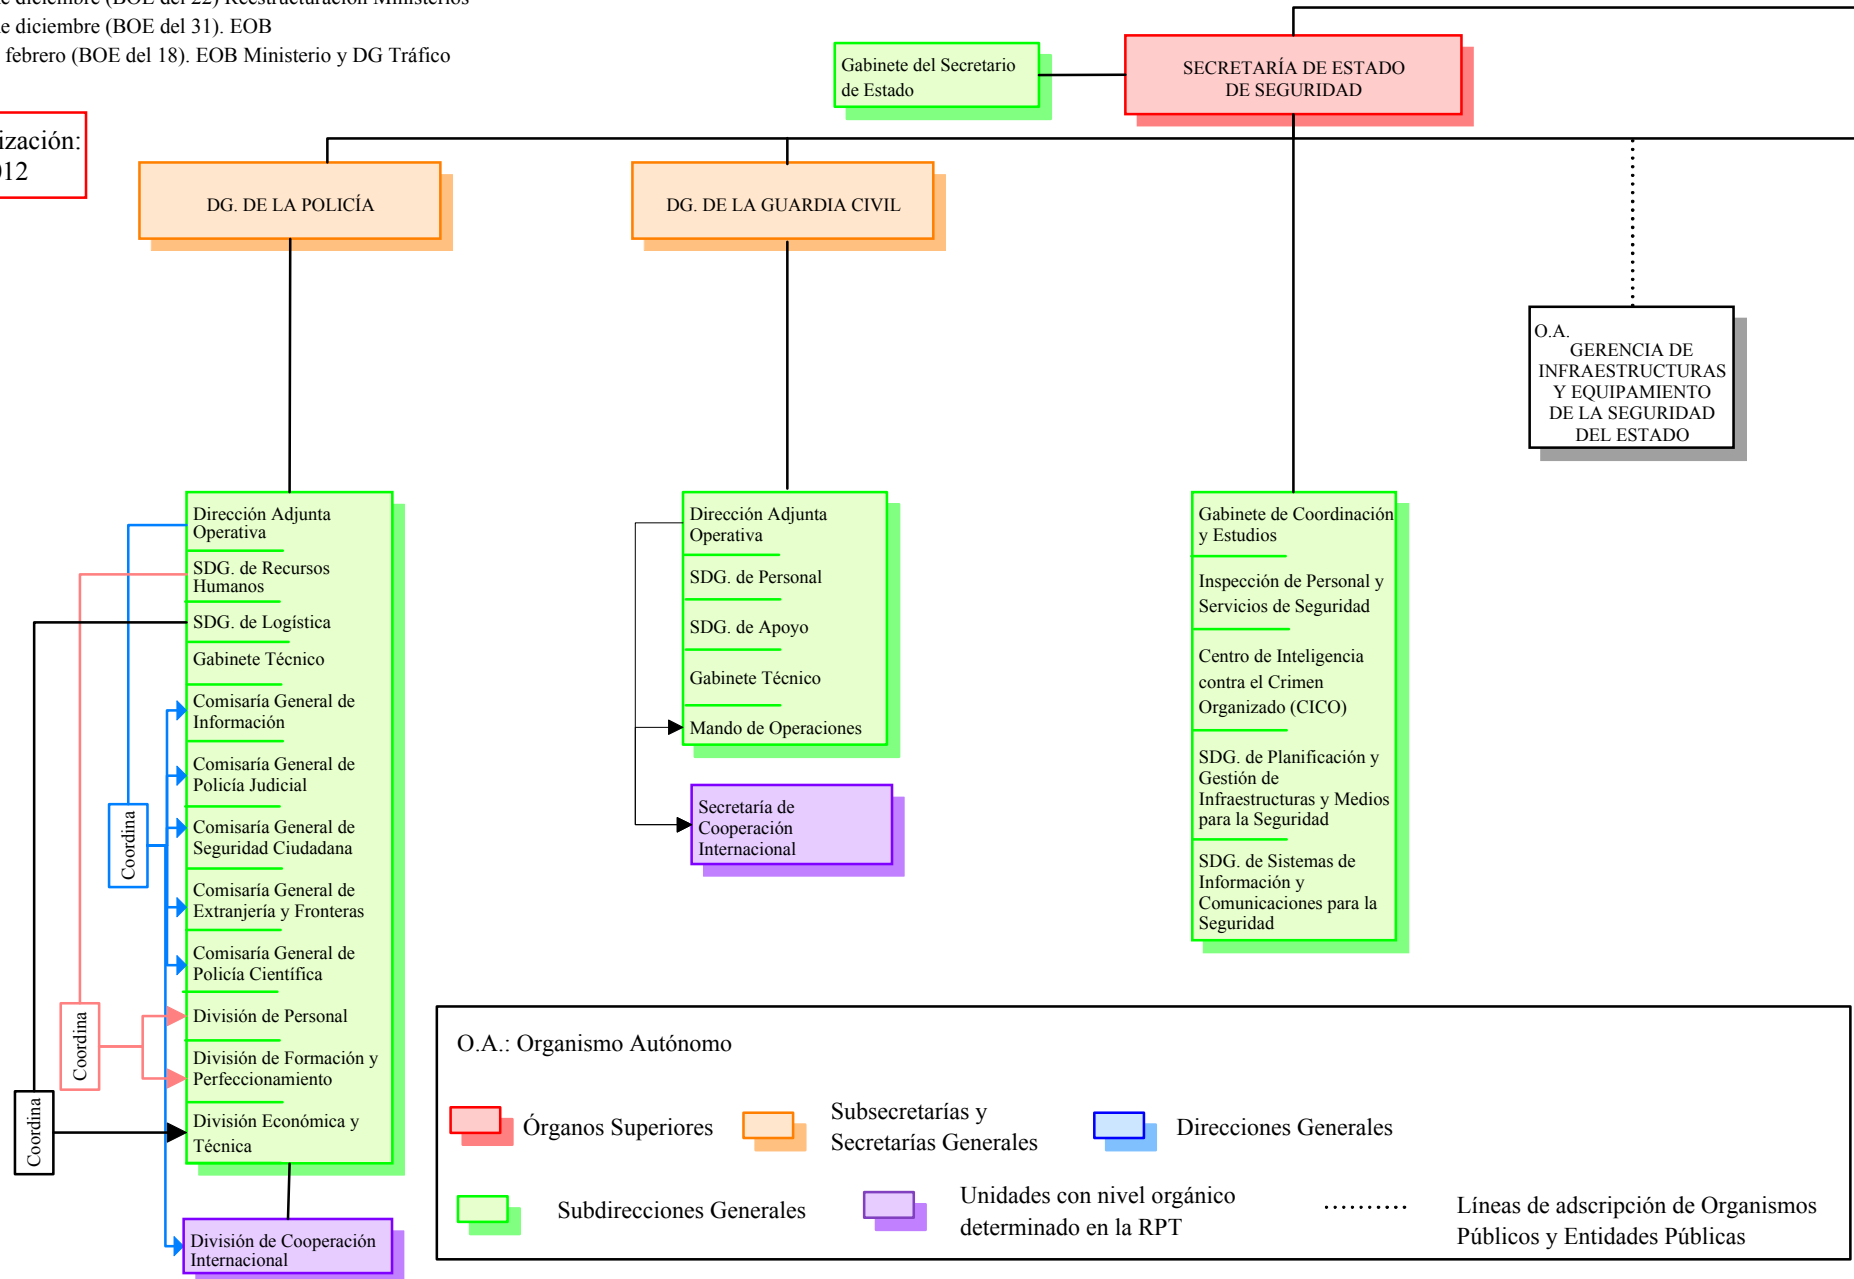 de diciembre (BOE del 22) Reestructuración Ministerios
de diciembre (BOE del 31). EOB
febrero (BOE del 18). EOB Ministerio y DG Tráfico
ización:
012
Gabinete del Secretario
de Estado
SECRETARÍA DE ESTADO
DE SEGURIDAD
DG. DE LA POLICÍA
DG. DE LA GUARDIA CIVIL
O.A.
GERENCIA DE
INFRAESTRUCTURAS
Y EQUIPAMIENTO
DE LA SEGURIDAD
DEL ESTADO
Dirección Adjunta
Operativa
SDG. de Recursos
Humanos
SDG. de Logística
Gabinete Técnico
Comisaría General de
Información
Comisaría General de
Policía Judicial
Comisaría General de
Seguridad Ciudadana
Comisaría General de
Extranjería y Fronteras
Comisaría General de
Policía Científica
División de Personal
División de Formación y
Perfeccionamiento
División Económica y
Técnica
División de Cooperación
Internacional
Coordina
Coordina
Coordina
Dirección Adjunta
Operativa
SDG. de Personal
SDG. de Apoyo
Gabinete Técnico
Mando de Operaciones
Secretaría de
Cooperación
Internacional
Gabinete de Coordinación
y Estudios
Inspección de Personal y
Servicios de Seguridad
Centro de Inteligencia
contra el Crimen
Organizado (CICO)
SDG. de Planificación y
Gestión de
Infraestructuras y Medios
para la Seguridad
SDG. de Sistemas de
Información y
Comunicaciones para la
Seguridad
O.A.: Organismo Autónomo
Órganos Superiores
Subsecretarías y
Secretarías Generales
Direcciones Generales
Subdirecciones Generales
Unidades con nivel orgánico
determinado en la RPT
Líneas de adscripción de Organismos
Públicos y Entidades Públicas